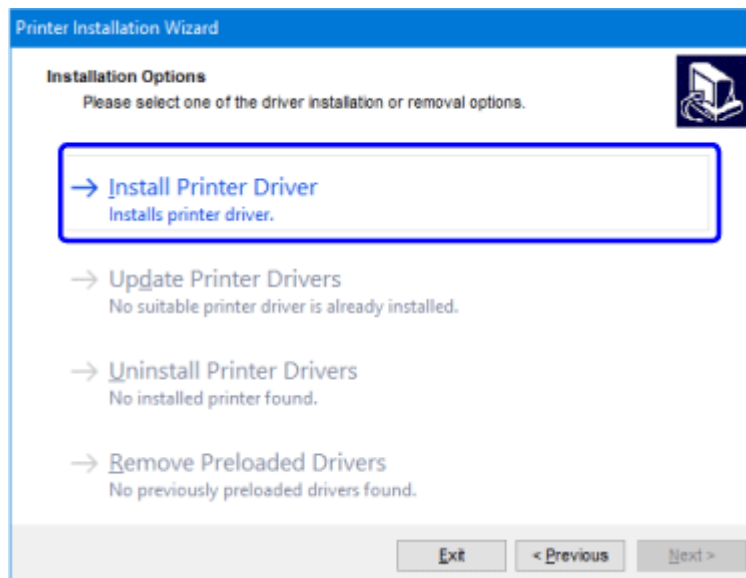 Printer Installation Wizard
Installation Options
Please select one of the driver installation or removal options.
→ Install Printer Driver
Installs printer driver.
→ Update Printer Drivers
No suitable printer driver is already installed.
→ Uninstall Printer Drivers
No installed printer found.
→ Remove Preloaded Drivers
No previously preloaded drivers found.
Exit < Previous Next >